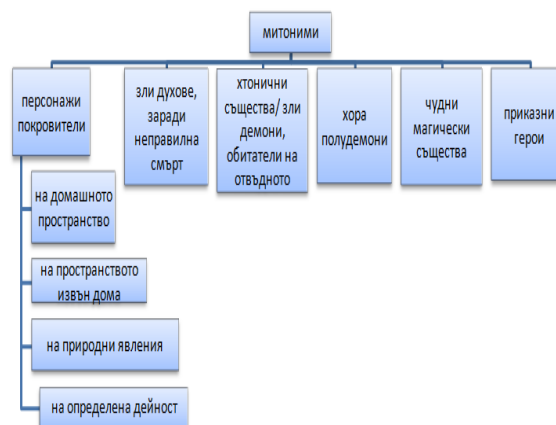 митоними
персонажи
покровители
зли духове,
заради
неправилна
смърт
хтонични
същества/ зли
демони,
обитатели на
отвъдното
хора
полудемони
чудни
магически
същества
приказни
герои
на домашното
пространство
на пространството
извън дома
на природни явления
на определена дейност